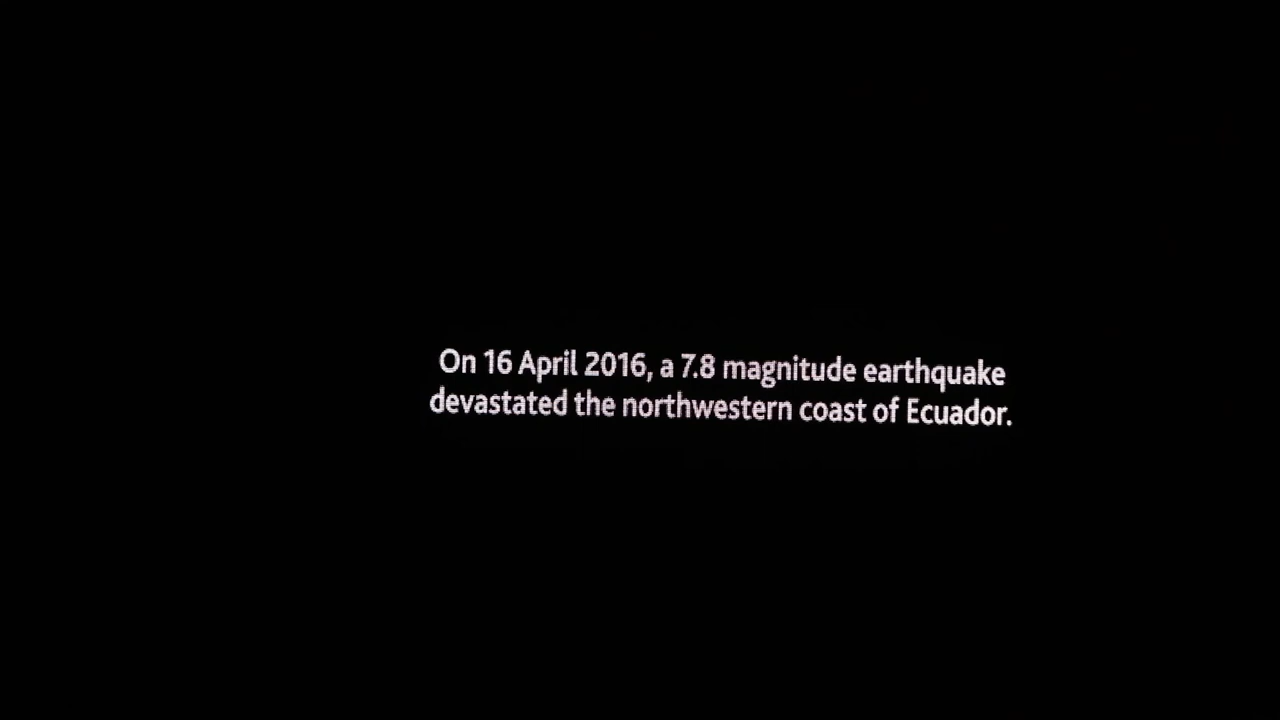 On 16 April 2016, a 7.8 magnitude earthquake
devastated the northwestern coast of Ecuador.